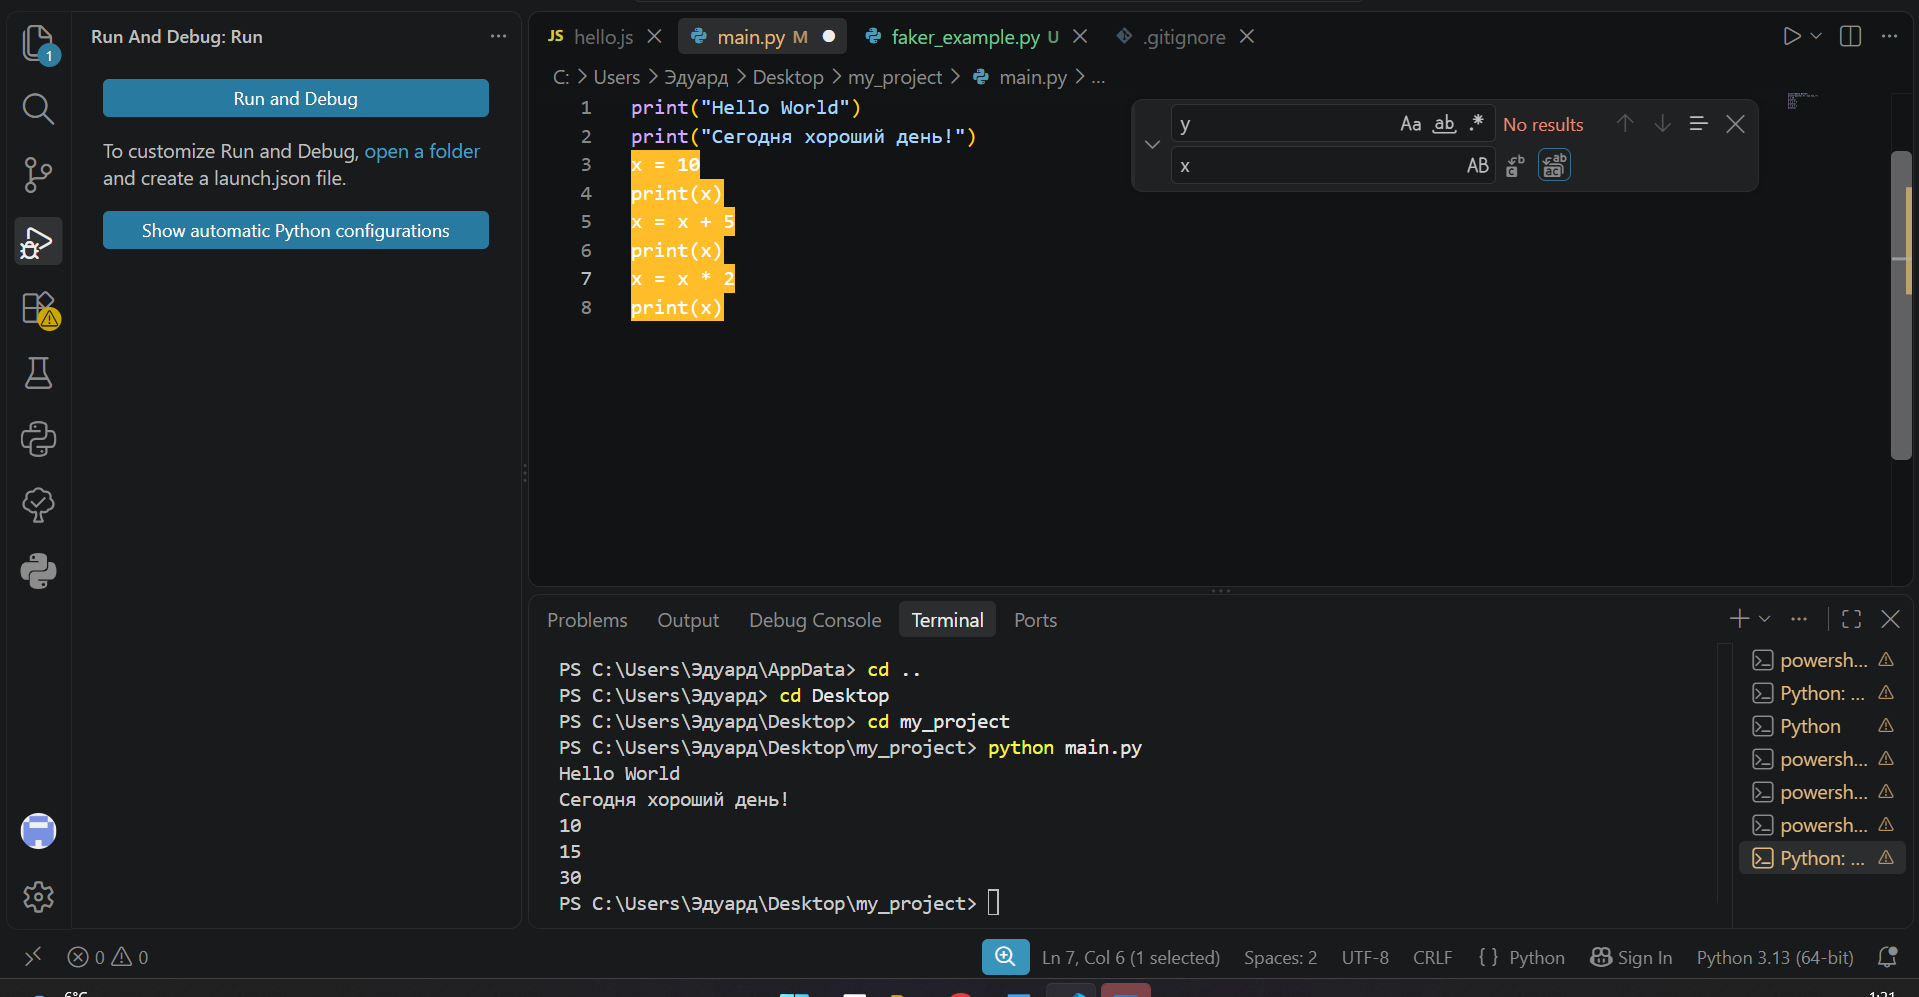 Run And Debug: Run
Run and Debug
To customize Run and Debug, open a folder
and create a launch.json file.
Show automatic Python configurations
1
JS hello.js
main.py M
faker_example.py U
.gitignore
C: > Users > Эдуард > Desktop > my_project > main.py > ...
1 print("Hello World")
2 print("Сегодня хороший день!")
3 x = 10
4 print(x)
5 x = x + 5
6 print(x)
7 x = x * 2
8 print(x)
y Aa ab .* No results
x AB
Problems Output Debug Console Terminal Ports
PS C:\Users\Эдуард\AppData> cd ..
PS C:\Users\Эдуард> cd Desktop
PS C:\Users\Эдуард\Desktop> cd my_project
PS C:\Users\Эдуард\Desktop\my_project> python main.py
Hello World
Сегодня хороший день!
10
15
30
PS C:\Users\Эдуард\Desktop\my_project>
powersh...
Python: ...
Python
powersh...
powersh...
powersh...
Python: ...
0 0
Ln 7, Col 6 (1 selected) Spaces: 2 UTF-8 CRLF { } Python Sign In Python 3.13 (64-bit)